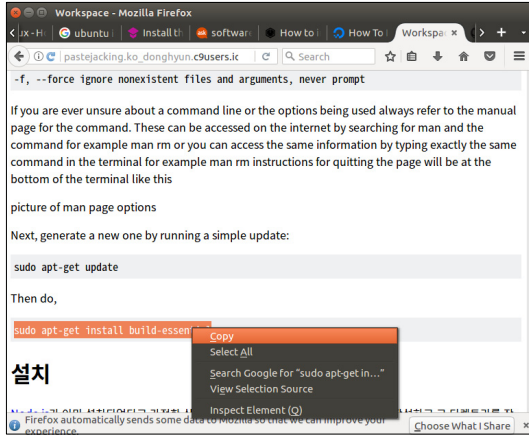 Workspace - Mozilla Firefox
ux - H
ubuntu
Install th
softwar
How to i
How To
Workspac
pastejacking.ko_donghyun.c9users.io
Search
-f, --force ignore nonexistent files and arguments, never prompt
If you are ever unsure about a command line or the options being used always refer to the manual
page for the command. These can be accessed on the internet by searching for man and the
command for example man rm or you can access the same information by typing exactly the same
command in the terminal for example man rm instructions for quitting the page will be at the
bottom of the terminal like this
picture of man page options
Next, generate a new one by running a simple update:
sudo apt-get update
Then do,
sudo apt-get install build-essen
Copy
Select All
Search Google for “sudo apt-get in...”
View Selection Source
Inspect Element (Q)
설치
Firefox automatically sends some data to Mozilla so that we can improve your
experience.
Choose What I Share